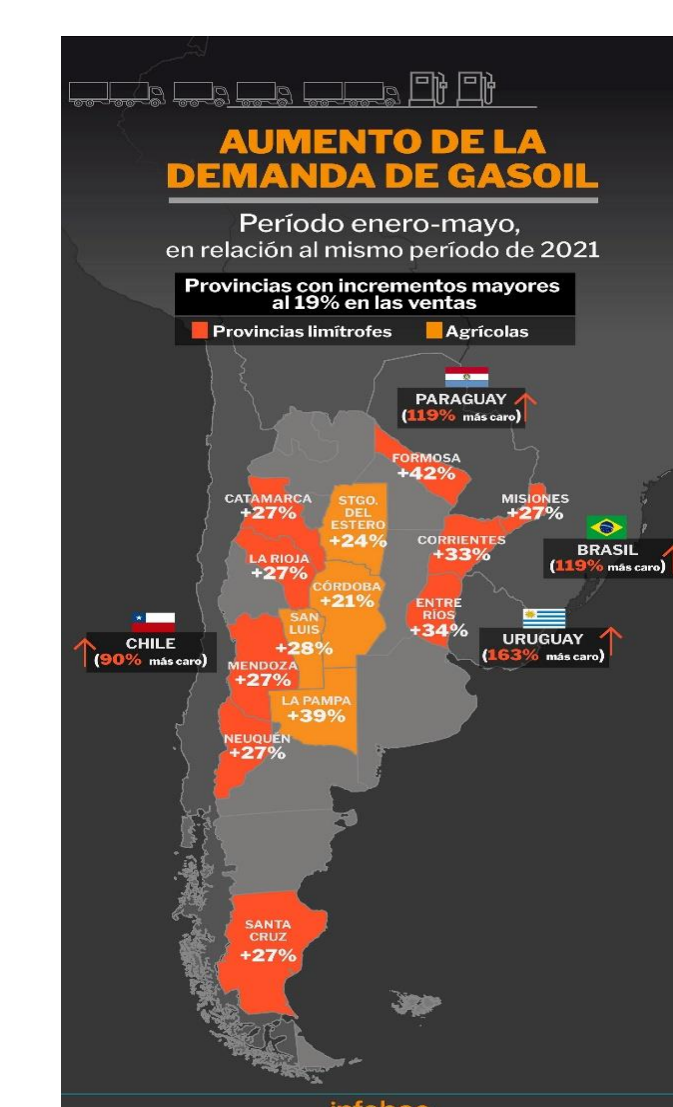 AUMENTO DE LA
DEMANDA DE GASOIL
Período enero-mayo,
en relación al mismo período de 2021
Provincias con incrementos mayores
al 19% en las ventas
Provincias limítrofes
Agrícolas
PARAGUAY
(119% más caro)
FORMOSA
+42%
CATAMARCA
+27%
STGO.
DEL
ESTERO
+24%
MISIONES
+27%
CORRIENTES
+33%
BRASIL
(119% más caro)
LA RIOJA
+27%
CÓRDOBA
+21%
ENTRE
RÍOS
+34%
SAN
LUIS
+28%
CHILE
(90% más caro)
URUGUAY
(163% más caro)
MENDOZA
+27%
LA PAMPA
+39%
NEUQUÉN
+27%
SANTA
CRUZ
+27%